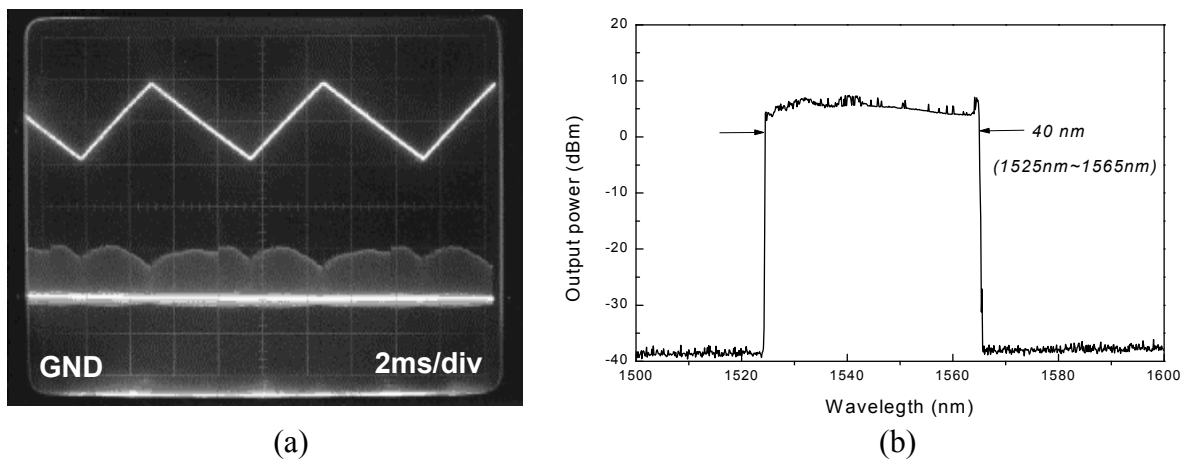 GND
2ms/div
(a)
20
10
0
-10
-20
-30
-40
Output power (dBm)
40 nm
(1525nm~1565nm)
1500
1520
1540
1560
1580
1600
Wavelegth (nm)
(b)